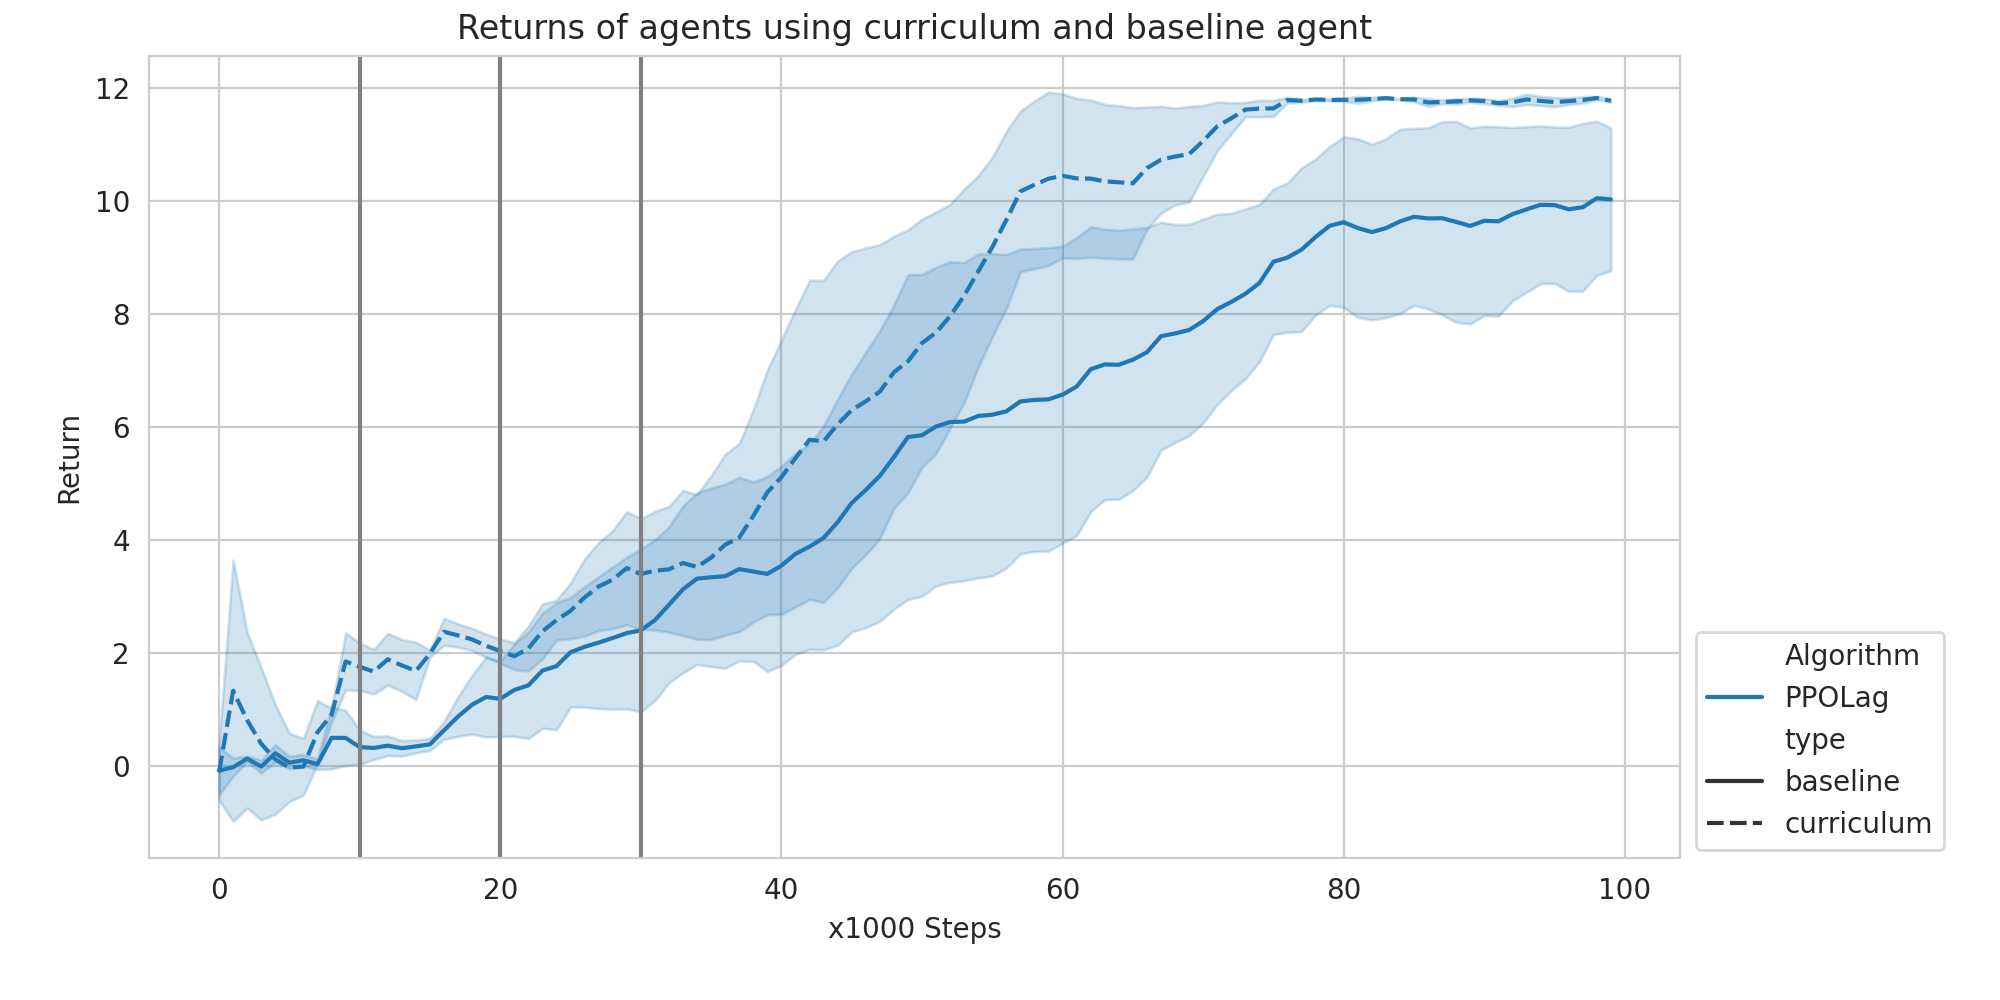 Returns of agents using curriculum and baseline agent
12
10
8
6
4
2
0
Return
0 20 40 60 80 100
x1000 Steps
Algorithm
PPOLag
type
baseline
curriculum